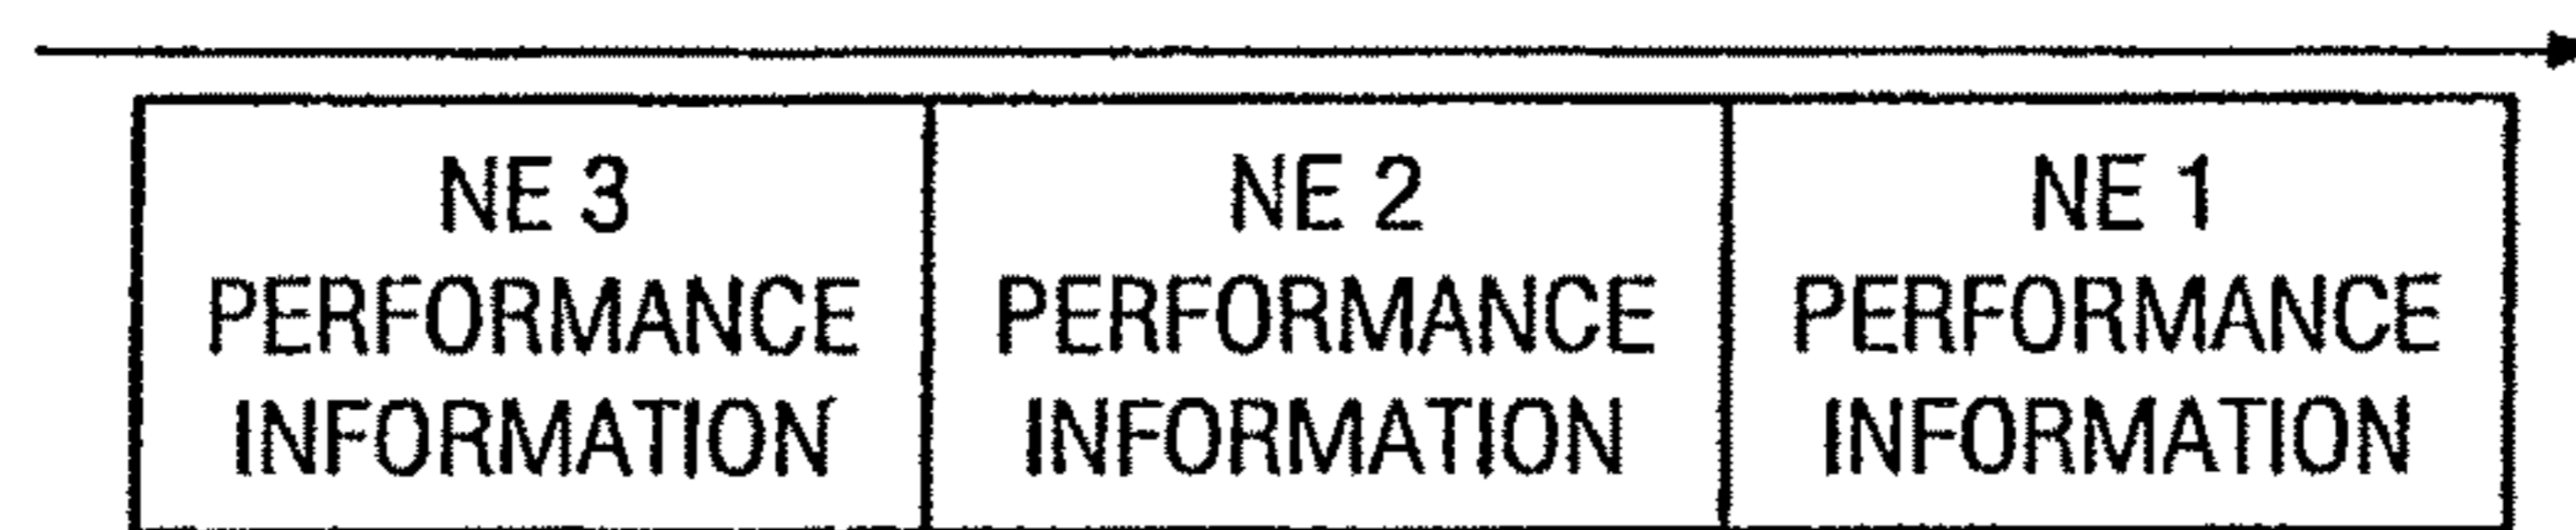 NE 3
PERFORMANCE
INFORMATION
NE 2
PERFORMANCE
INFORMATION
NE 1
PERFORMANCE
INFORMATION